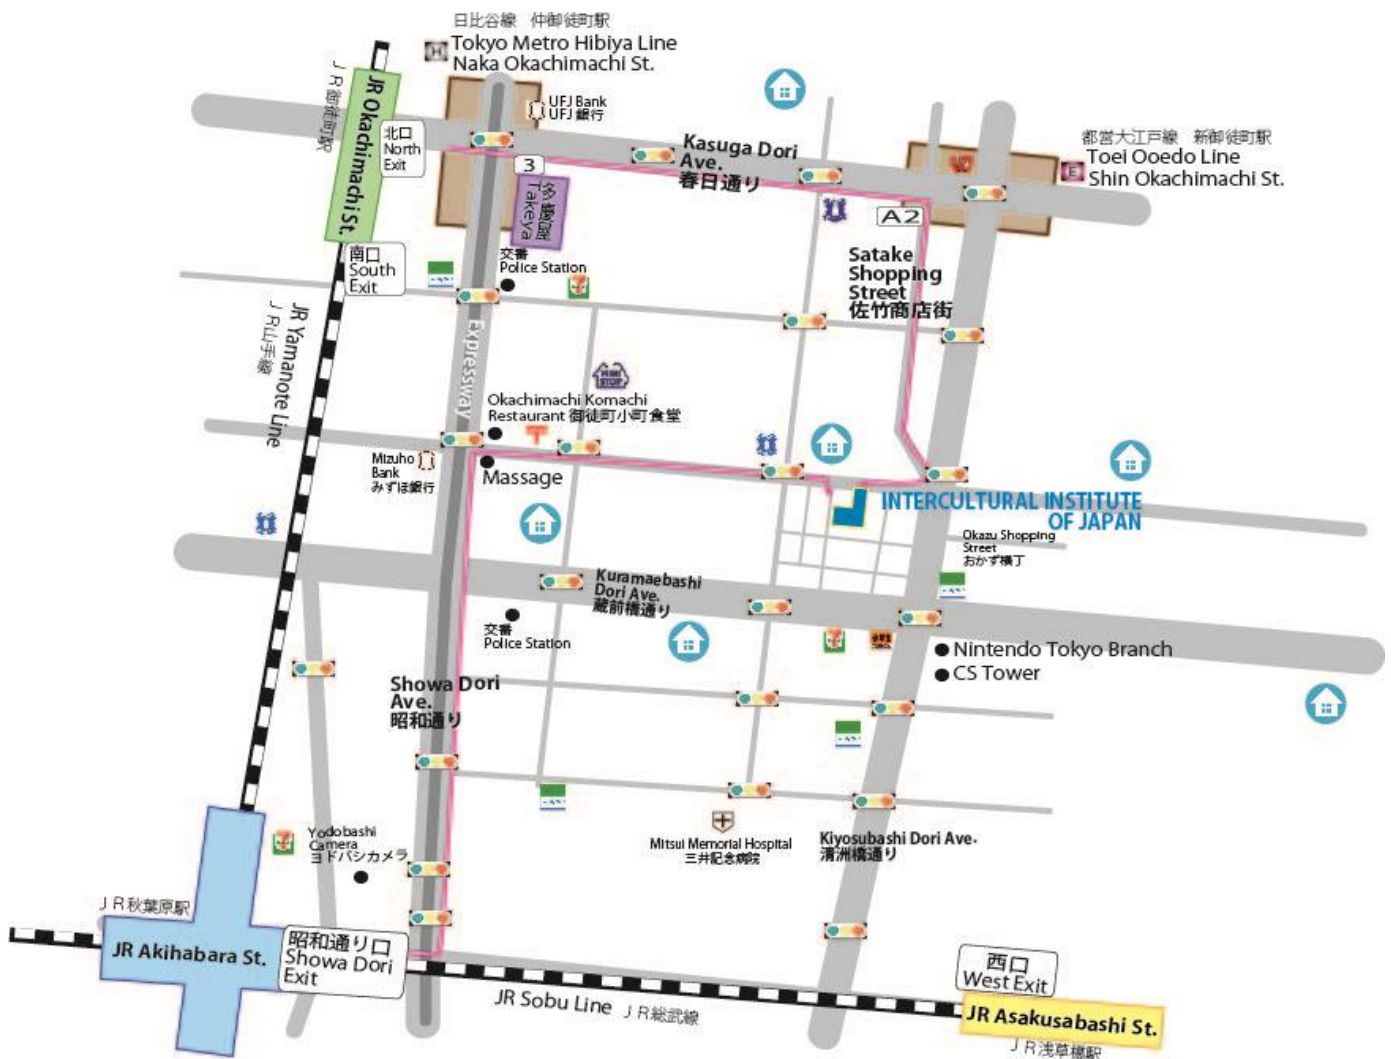 日比谷線 仲御徒町駅
H
Tokyo Metro Hibiya Line
Naka Okachimachi St.
JR御徒町駅
JR Okachimachi St.
北口
North
Exit
UFJ Bank
UFJ 銀行
3
多慶屋
Takeya
Kasuga Dori
Ave.
春日通り
都営大江戸線 新御徒町駅
E
Toei Ooedo Line
Shin Okachimachi St.
A2
南口
South
Exit
交番
Police Station
Satake
Shopping
Street
佐竹商店街
JR Yamanote Line
JR山手線
Expressway
MINI
STOP
Okachimachi Komachi
Restaurant 御徒町小町食堂
Mizuho
Bank
みずほ銀行
Massage
INTERCULTURAL INSTITUTE
OF JAPAN
Okazu Shopping
Street
おかず横丁
Kuramaebashi
Dori Ave.
蔵前橋通り
交番
Police Station
Nintendo Tokyo Branch
CS Tower
Showa Dori
Ave.
昭和通り
Yodobashi
Camera
ヨドバシカメラ
Mitsui Memorial Hospital
三井記念病院
Kiyosubashi Dori Ave.
清洲橋通り
JR秋葉原駅
JR Akihabara St.
昭和通り口
Showa Dori
Exit
JR Sobu Line JR総武線
西口
West Exit
JR Asakusabashi St.
JR浅草橋駅